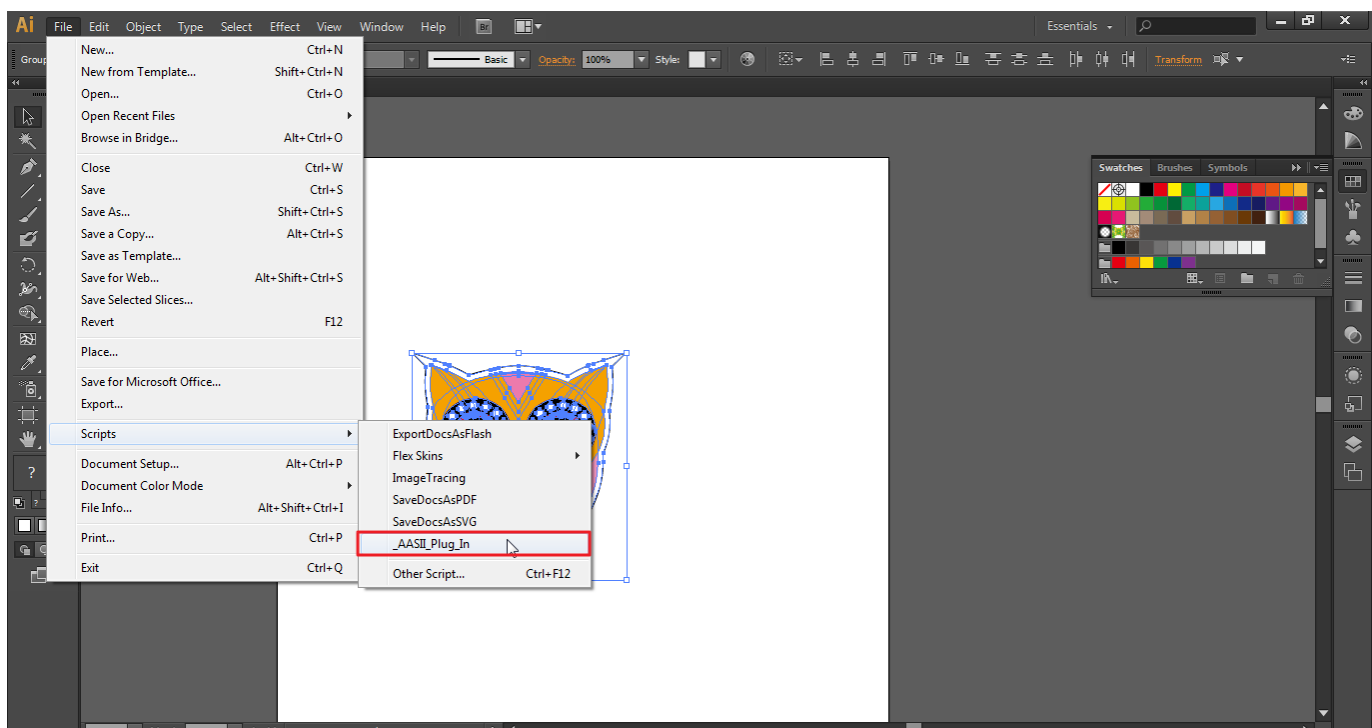 Ai File Edit Object Type Select Effect View Window Help Br Essentials
Group Basic Opacity: 100% Style: Transform
New... Ctrl+N
New from Template... Shift+Ctrl+N
Open... Ctrl+O
Open Recent Files
Browse in Bridge... Alt+Ctrl+O
Close Ctrl+W
Save Ctrl+S
Save As... Shift+Ctrl+S
Save a Copy... Alt+Ctrl+S
Save as Template...
Save for Web... Alt+Shift+Ctrl+S
Save Selected Slices...
Revert F12
Place...
Save for Microsoft Office...
Export...
Scripts
Document Setup... Alt+Ctrl+P
Document Color Mode
File Info... Alt+Shift+Ctrl+I
Print... Ctrl+P
Exit Ctrl+Q
ExportDocsAsFlash
Flex Skins
ImageTracing
SaveDocsAsPDF
SaveDocsAsSVG
_AASII_Plug_In
Other Script... Ctrl+F12
Swatches Brushes Symbols